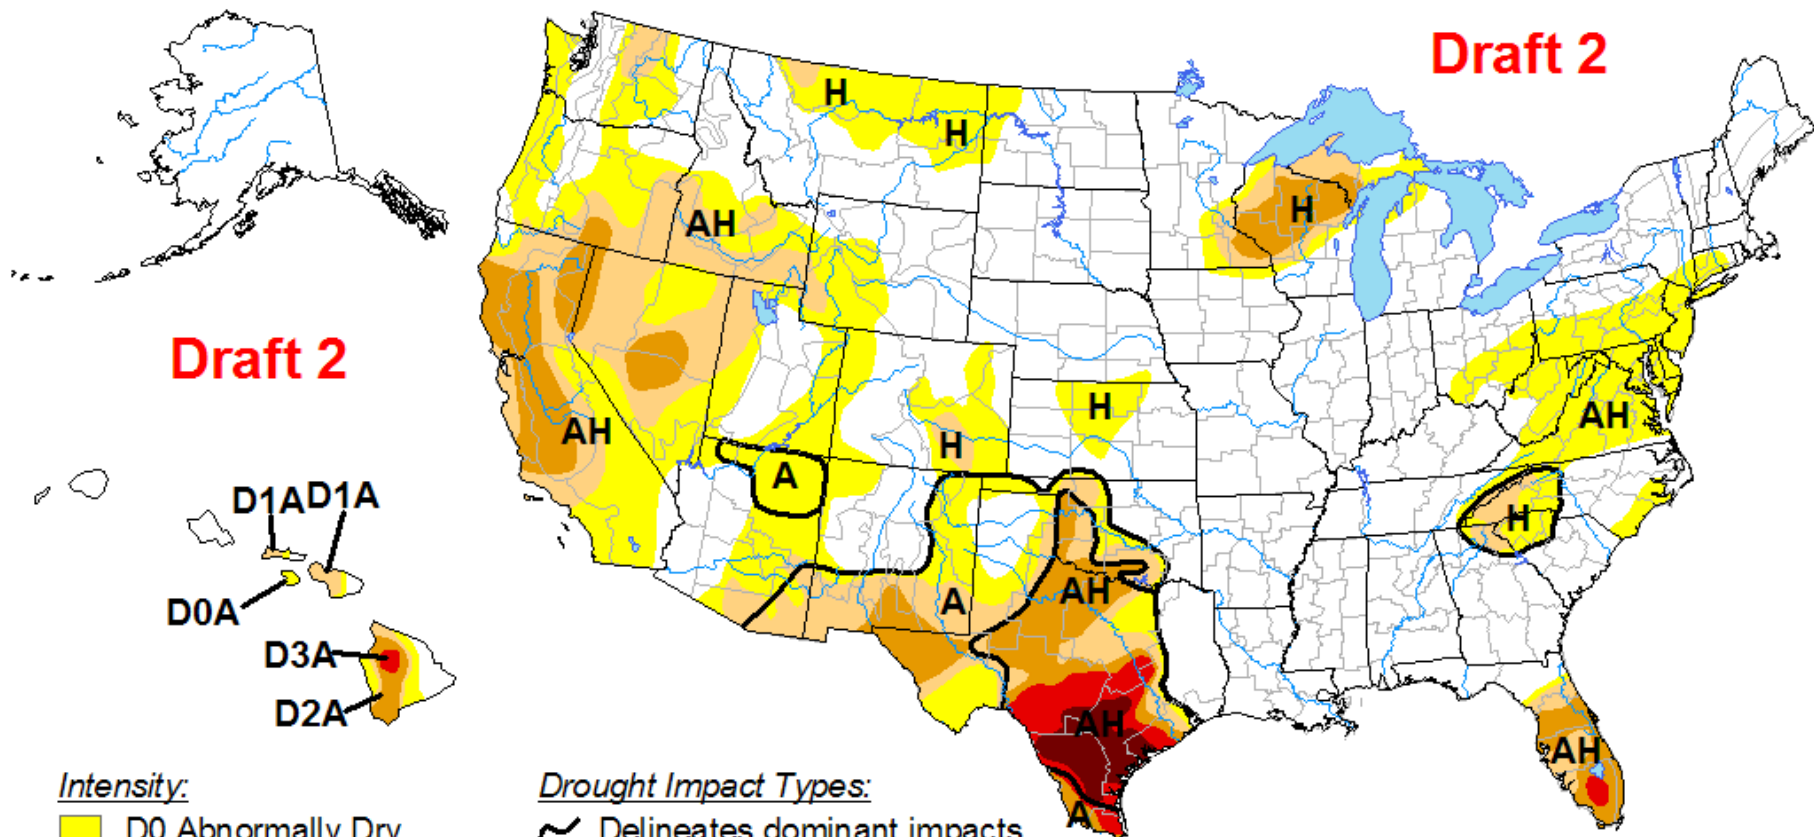 Draft 2
H
H
H
AH
Draft 2
H
AH
AH
H
A
H
D1A D1A
H
D0A
A
AH
D3A
D2A
AH
AH
A
Intensity:
Drought Impact Types:
D0 Abnormally Dry
Delineates dominant impacts